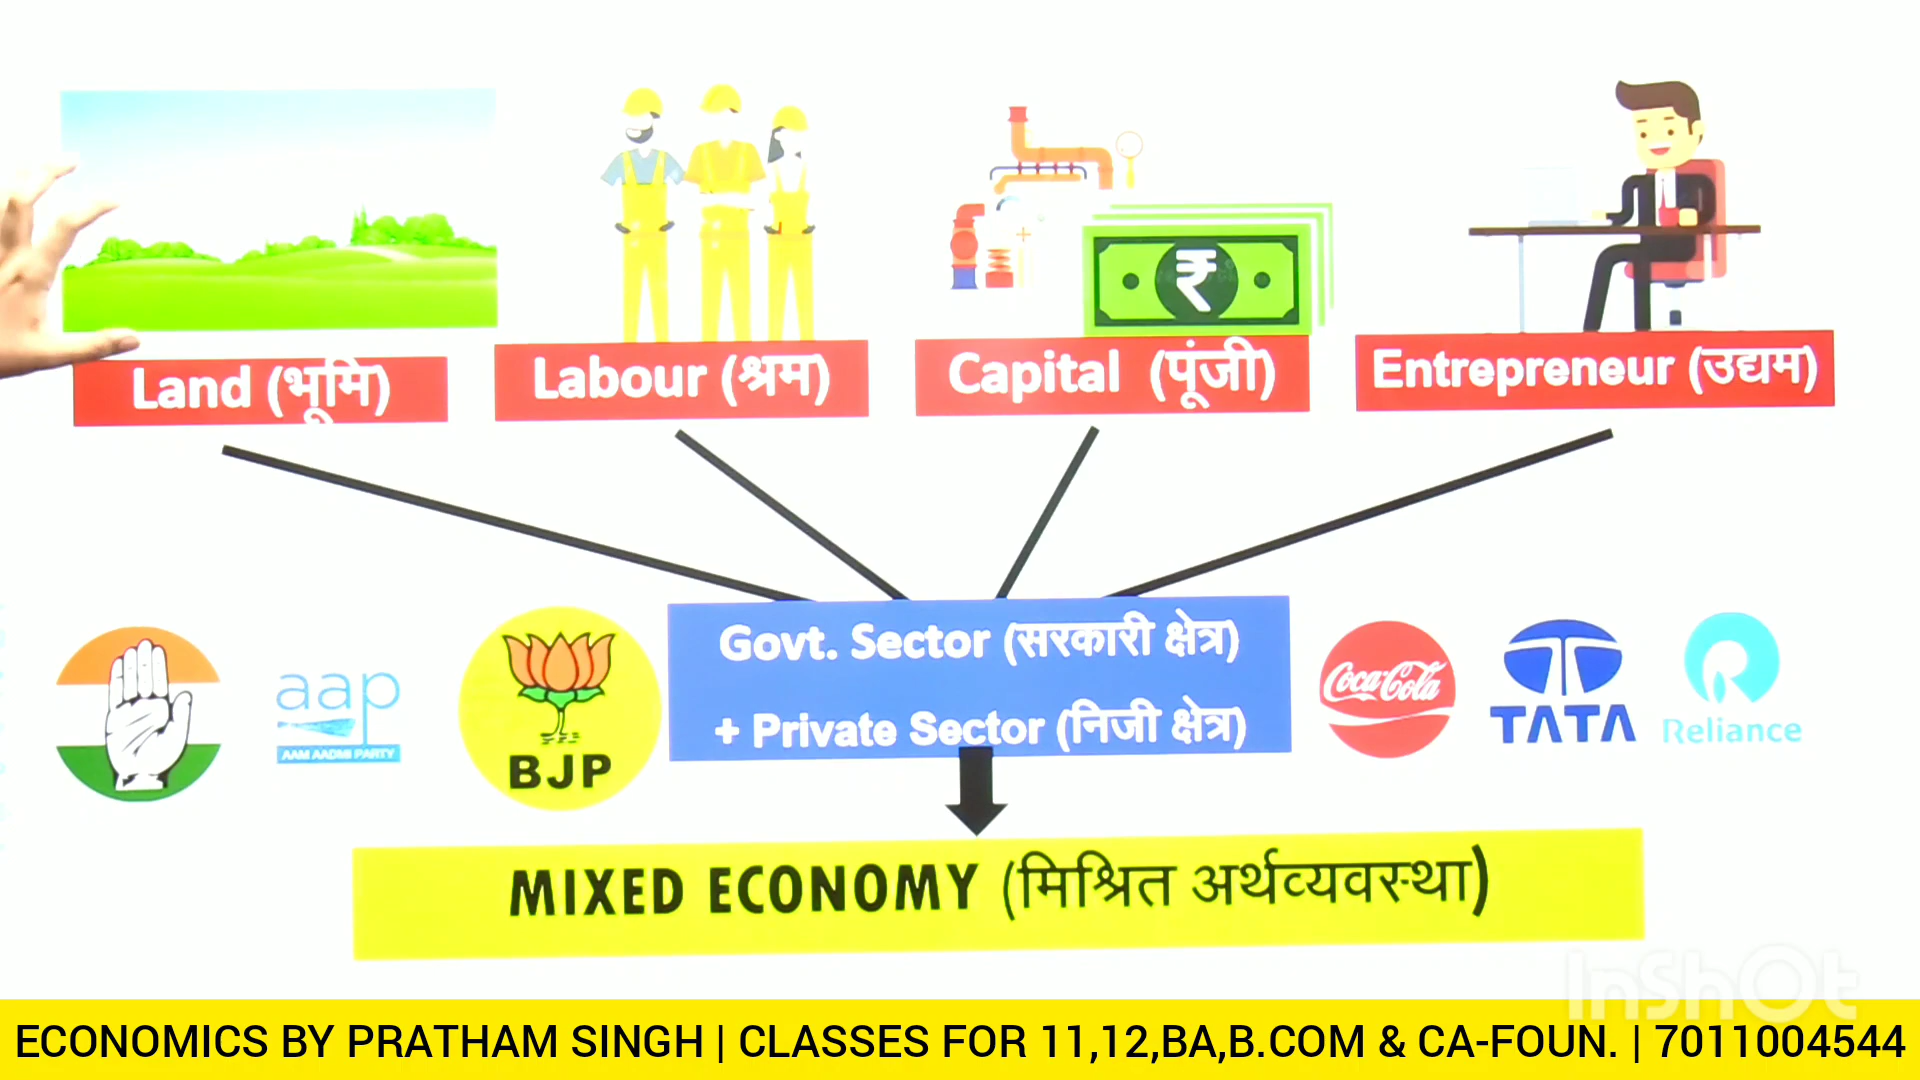 Land (भूमि)
Labour (श्रम)
Capital (पूंजी)
Entrepreneur (उद्यम)
Govt. Sector (सरकारी क्षेत्र)
+ Private Sector (निजी क्षेत्र)
aap
AAM AADMI PARTY
BJP
Coca-Cola
TATA
Reliance
MIXED ECONOMY (मिश्रित अर्थव्यवस्था)
InShOt
ECONOMICS BY PRATHAM SINGH | CLASSES FOR 11,12,BA,B.COM & CA-FOUN. | 7011004544